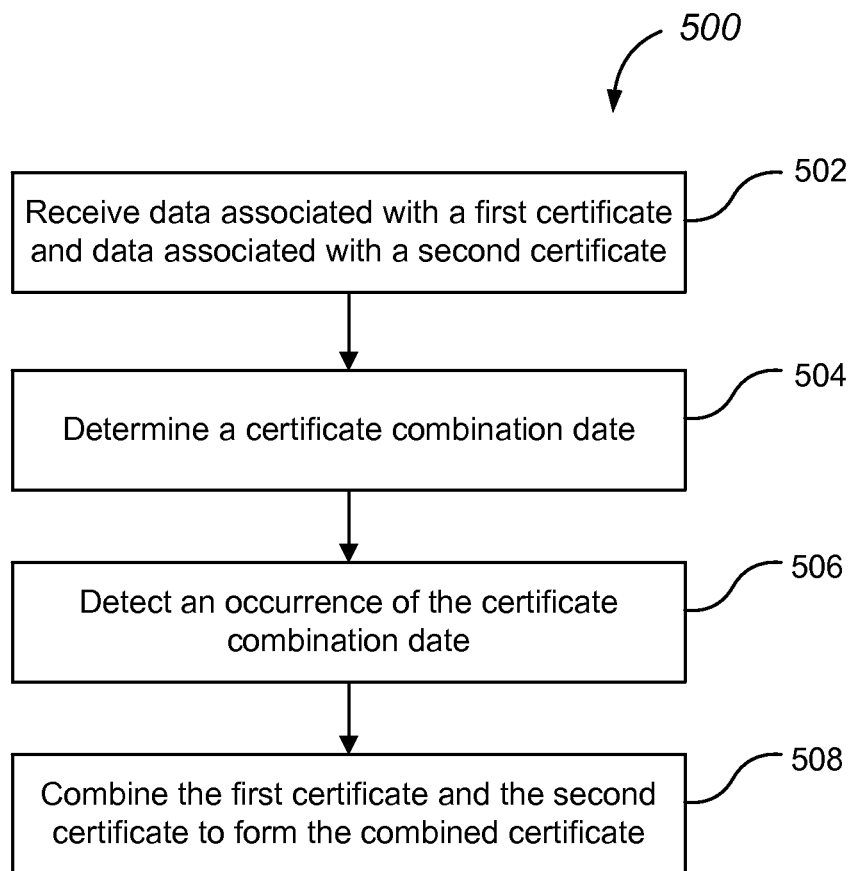 500
502
Receive data associated with a first certificate
and data associated with a second certificate
504
Determine a certificate combination date
506
Detect an occurrence of the certificate
combination date
508
Combine the first certificate and the second
certificate to form the combined certificate